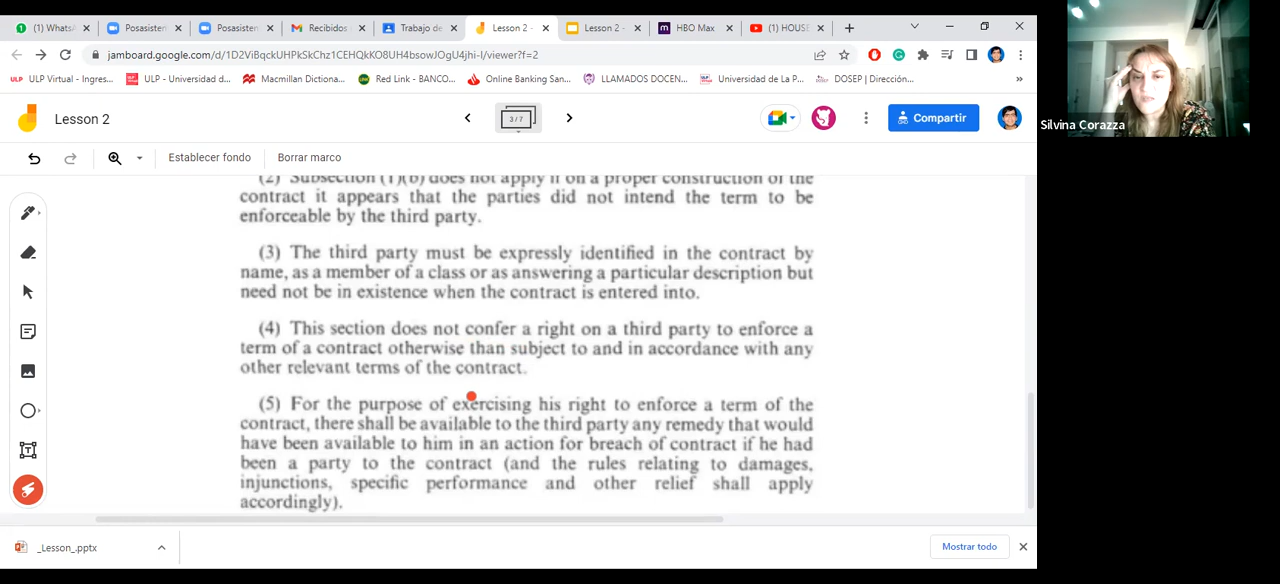 (1) WhatsA
Posasisten
Posasisten
Recibidos
Trabajo de
Lesson 2 -
Lesson 2 -
HBO Max
(1) HOUSE
jamboard.google.com/d/1D2ViBqckUHPkSkChz1CEHQkKO8UH4bsowJOgU4jhi-I/viewer?f=2
ULP ULP Virtual - Ingres...
ULP - Universidad d...
Macmillan Dictiona...
Red Link - BANCO...
Online Banking San...
LLAMADOS DOCEN...
Universidad de La P...
DOSEP | Dirección...
»
Lesson 2
3 / 7
Compartir
Establecer fondo
Borrar marco
(2) Subsection (1)(b) does not apply if on a proper construction of the
contract it appears that the parties did not intend the term to be
enforceable by the third party.
(3) The third party must be expressly identified in the contract by
name, as a member of a class or as answering a particular description but
need not be in existence when the contract is entered into.
(4) This section does not confer a right on a third party to enforce a
term of a contract otherwise than subject to and in accordance with any
other relevant terms of the contract.
(5) For the purpose of exercising his right to enforce a term of the
contract, there shall be available to the third party any remedy that would
have been available to him in an action for breach of contract if he had
been a party to the contract (and the rules relating to damages,
injunctions, specific performance and other relief shall apply
accordingly).
_Lesson_.pptx
Mostrar todo
Silvina Corazza